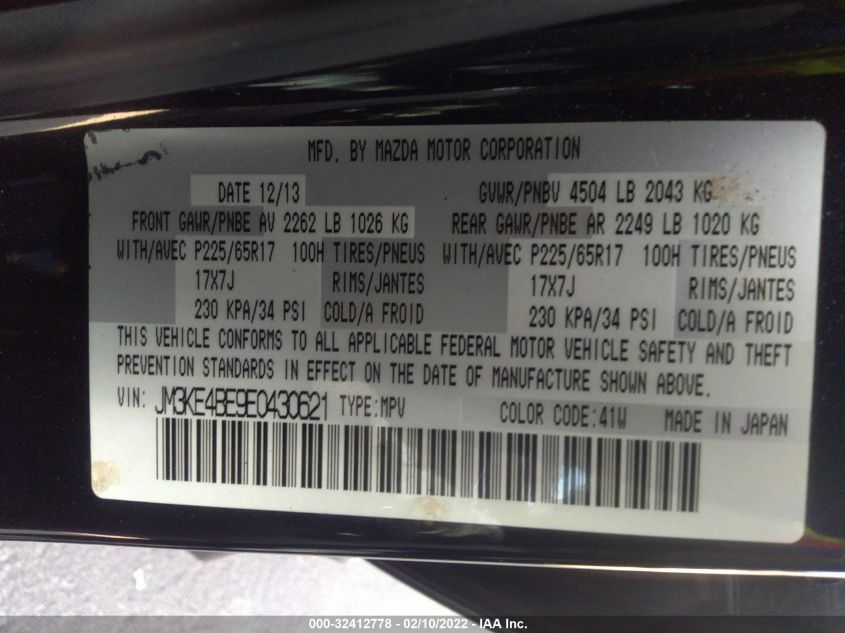 MFD. BY MAZDA MOTOR CORPORATION
DATE 12/13 GVWR/PNBV 4504 LB 2043 KG
FRONT GAWR/PNBE AV 2262 LB 1026 KG REAR GAWR/PNBE AR 2249 LB 1020 KG
WITH/AVEC P225/65R17 100H TIRES/PNEUS WITH/AVEC P225/65R17 100H TIRES/PNEUS
17X7J RIMS/JANTES 17X7J RIMS/JANTES
230 KPA/34 PSI COLD/A FROID 230 KPA/34 PSI COLD/A FROID
THIS VEHICLE CONFORMS TO ALL APPLICABLE FEDERAL MOTOR VEHICLE SAFETY AND THEFT
PREVENTION STANDARDS IN EFFECT ON THE DATE OF MANUFACTURE SHOWN ABOVE.
VIN: JM3KE4BE9E0430621 TYPE:MPV COLOR CODE:41W MADE IN JAPAN
000-32412778 - 02/10/2022 - IAA Inc.